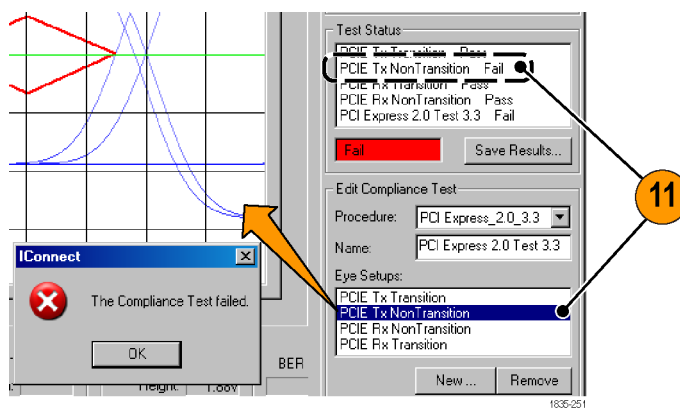 Test Status
PCIE Tx Transition Pass
PCIE Tx NonTransition Fail
PCIE Rx Transition Pass
PCIE Rx NonTransition Pass
PCI Express 2.0 Test 3.3 Fail
Fail
Save Results...
11
Edit Compliance Test
Procedure: PCI Express_2.0_3.3
Name: PCI Express 2.0 Test 3.3
IConnect
The Compliance Test failed.
OK
Eye Setups:
PCIE Tx Transition
PCIE Tx NonTransition
PCIE Rx NonTransition
PCIE Rx Transition
BER
Height: 1.88V
New ... Remove
1835-251